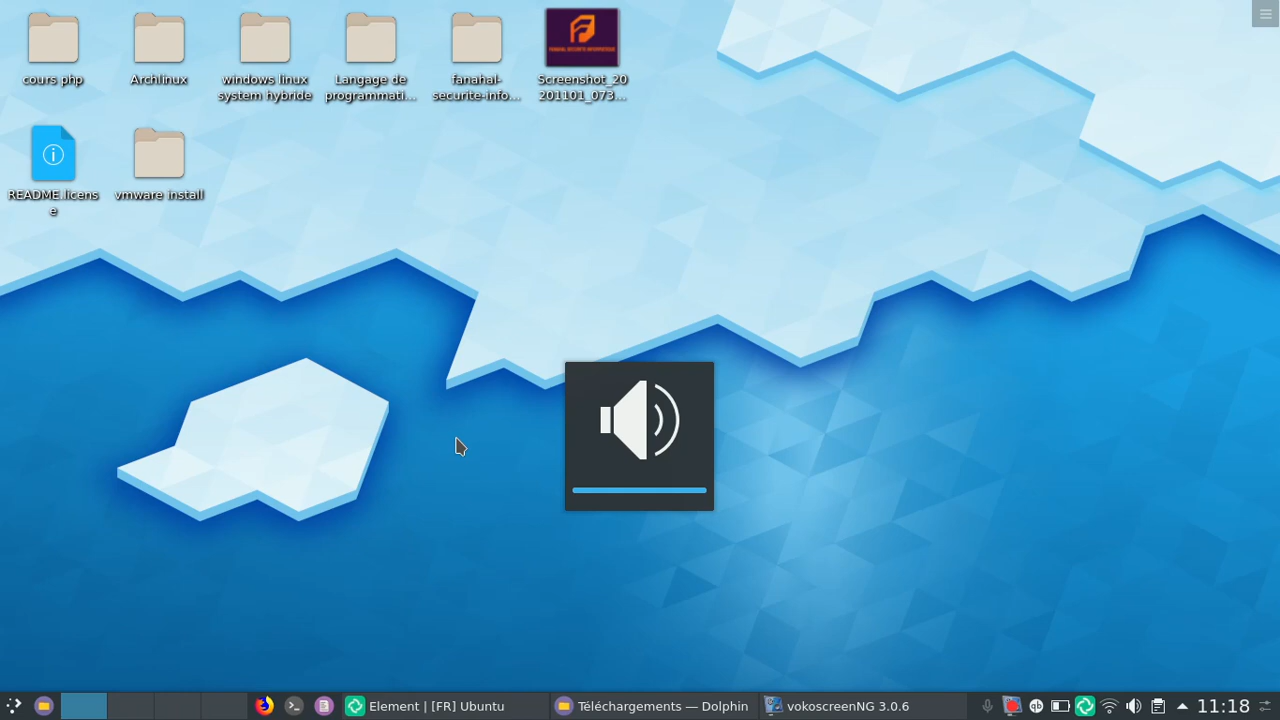 cours php
Archlinux
windows linux
system hybride
Langage de
programmati...
fanahal-
securite-info...
Screenshot_20
201101_073...
README.licens
e
vmware install
Element | [FR] Ubuntu
Téléchargements — Dolphin
vokoscreenNG 3.0.6
11:18